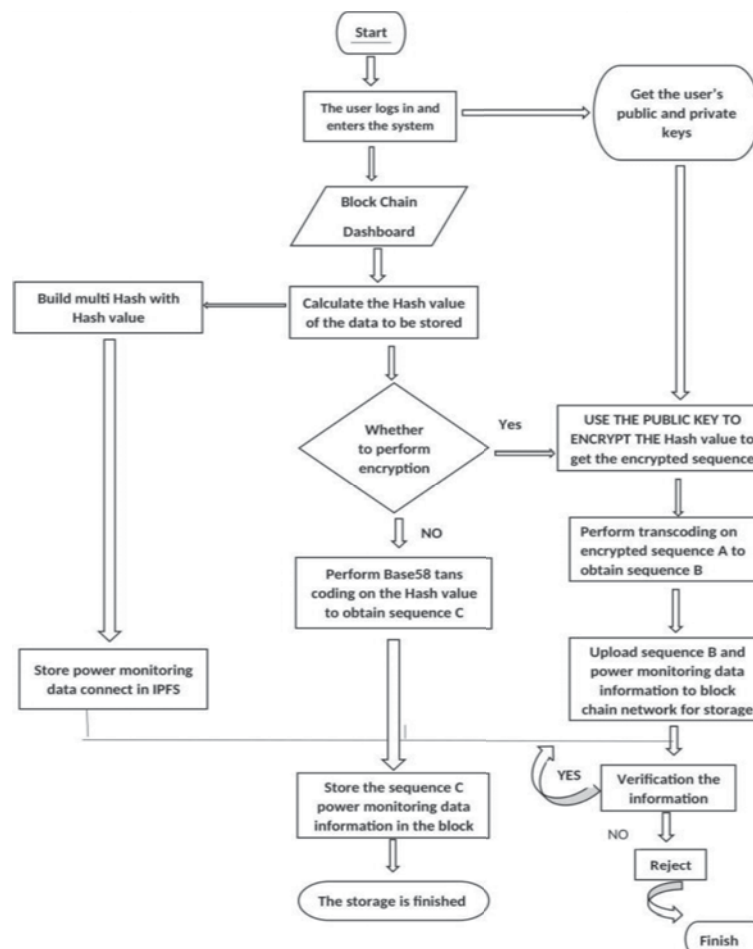 Start
The user logs in and
enters the system
Get the user's
public and private
keys
Block Chain
Dashboard
Build multi Hash with
Hash value
Calculate the Hash value
of the data to be stored
Whether
to perform
encryption
Yes
USE THE PUBLIC KEY TO
ENCRYPT THE Hash value to
get the encrypted sequence
NO
Perform transcoding on
encrypted sequence A to
obtain sequence B
Perform Base58 tans
coding on the Hash value
to obtain sequence C
Store power monitoring
data connect in IPFS
Upload sequence B and
power monitoring data
information to block
chain network for storage
YES
Verification the
information
Store the sequence C
power monitoring data
information in the block
NO
Reject
The storage is finished
Finish